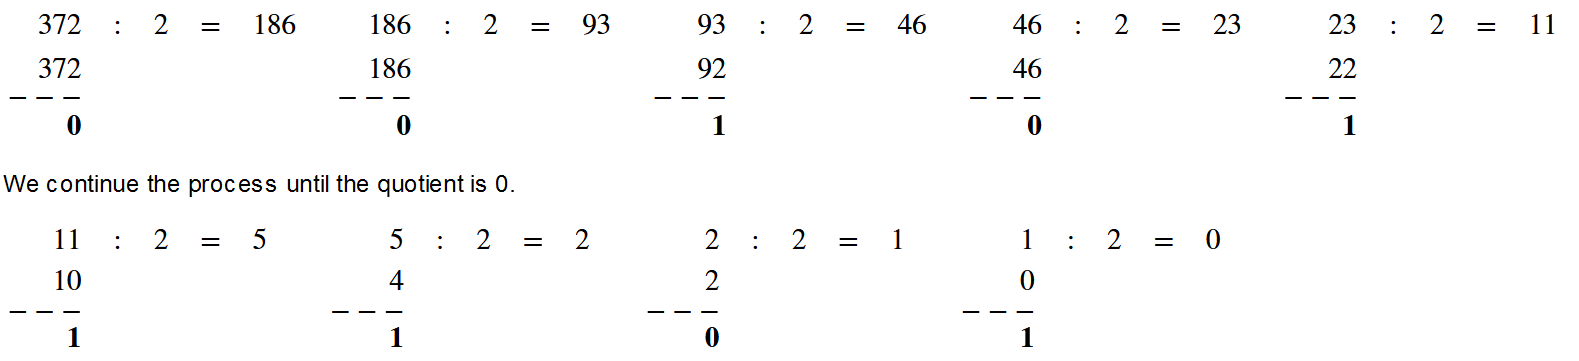 372 : 2 = 186 186 : 2 = 93 93 : 2 = 46 46 : 2 = 23 23 : 2 = 11
372 186 92 46 22
– – – – – – – – – – – – – – –
0 0 1 0 1
We continue the process until the quotient is 0.
11 : 2 = 5 5 : 2 = 2 2 : 2 = 1 1 : 2 = 0
10 4 2 0
– – – – – – – – – – – –
1 1 0 1